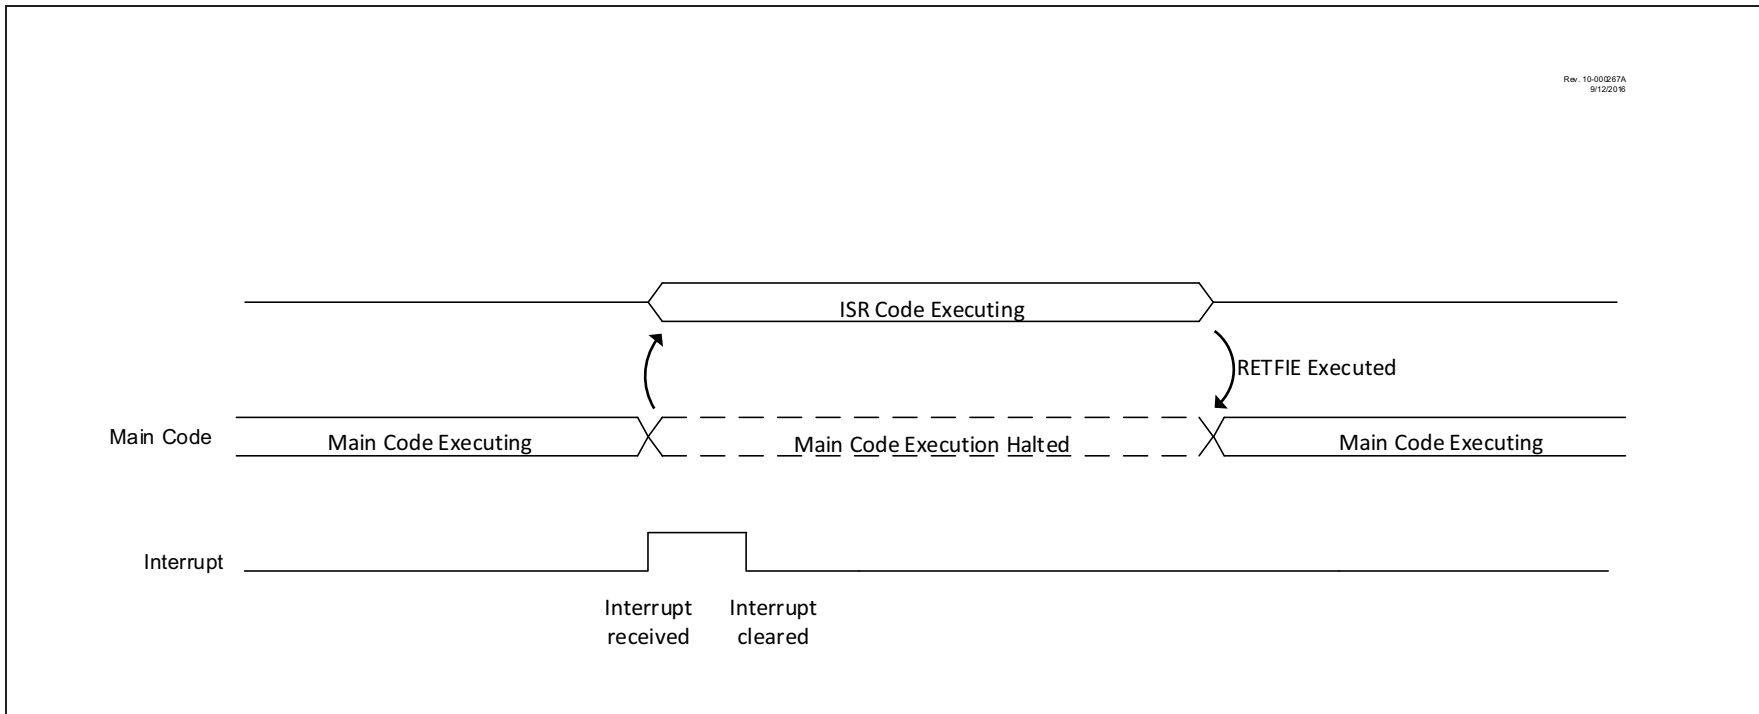 Rev. 10-000267A
9/12/2016
ISR Code Executing
RETFIE Executed
Main Code
Main Code Executing
Main Code Execution Halted
Main Code Executing
Interrupt
Interrupt
received
Interrupt
cleared